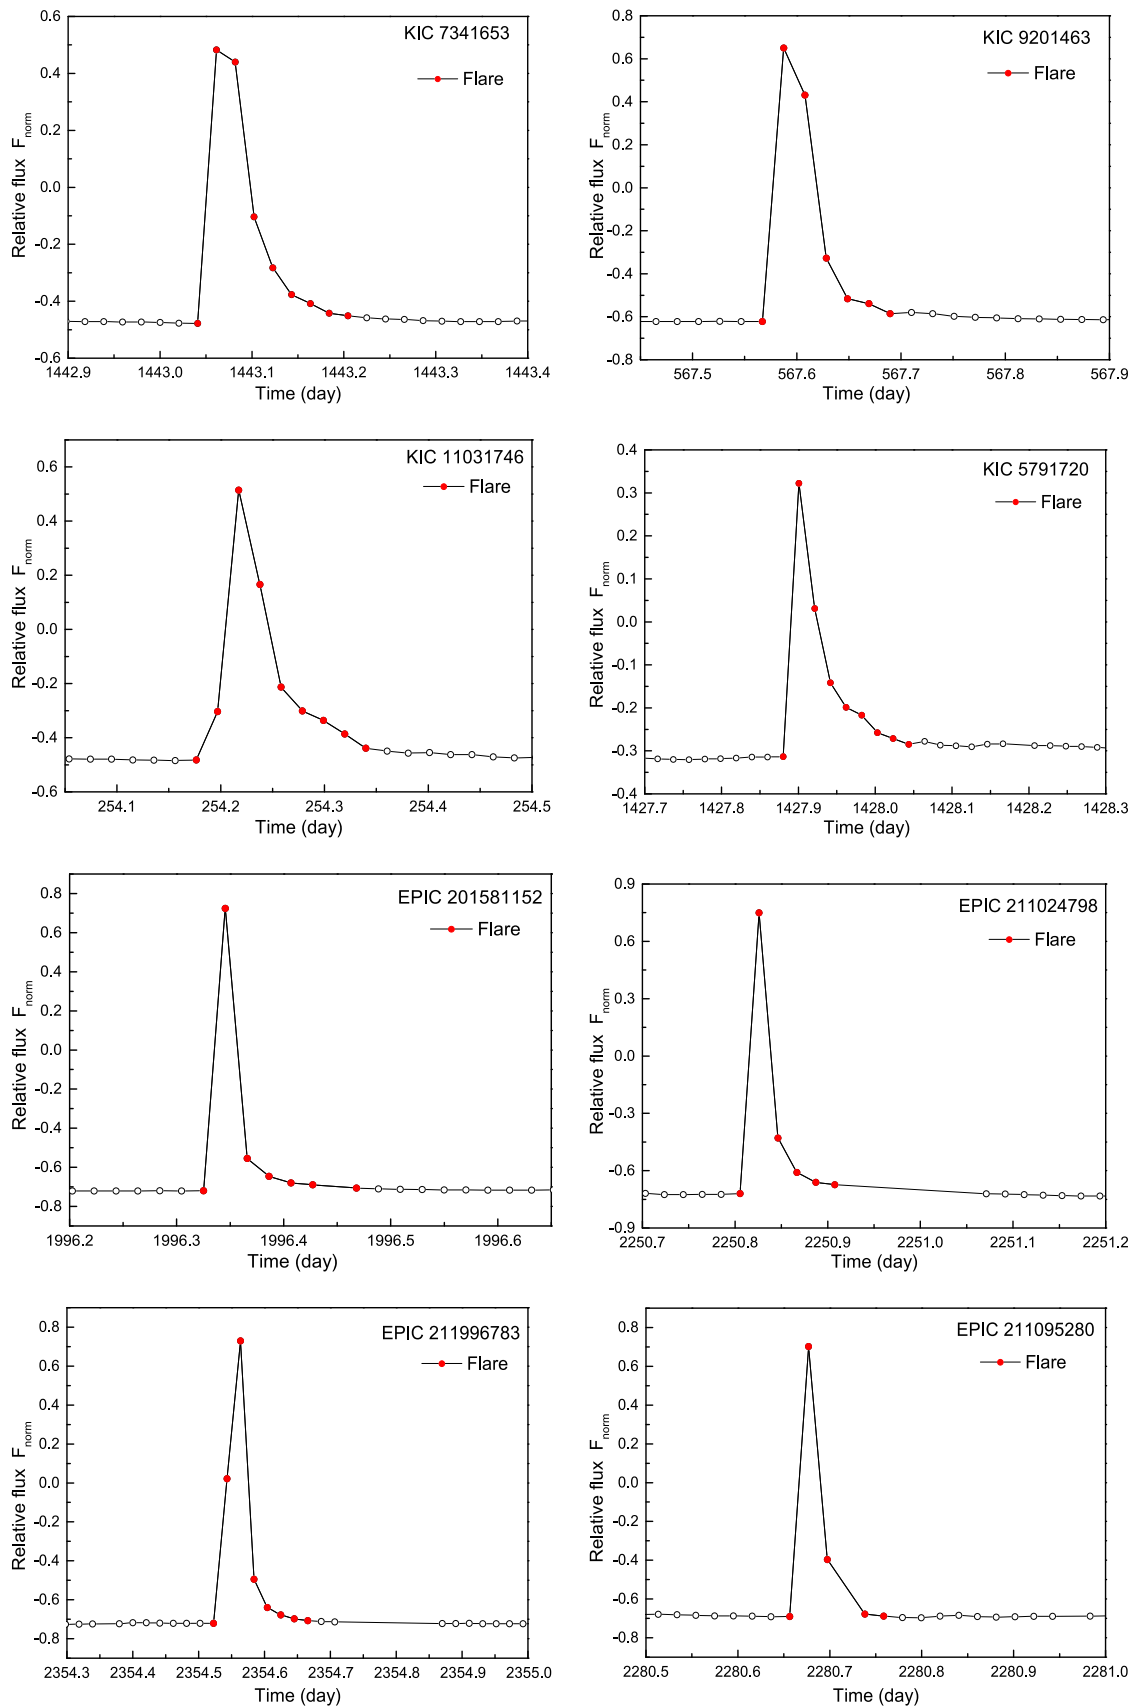 KIC 7341653
Flare
0.6
0.4
0.2
0.0
-0.2
-0.4
-0.6
Relative flux F_norm
1442.9 1443.0 1443.1 1443.2 1443.3 1443.4
Time (day)
KIC 9201463
Flare
0.8
0.6
0.4
0.2
0.0
-0.2
-0.4
-0.6
-0.8
Relative flux F_norm
567.5 567.6 567.7 567.8 567.9
Time (day)
KIC 11031746
Flare
0.6
0.4
0.2
0.0
-0.2
-0.4
-0.6
Relative flux F_norm
254.1 254.2 254.3 254.4 254.5
Time (day)
KIC 5791720
Flare
0.4
0.3
0.2
0.1
0.0
-0.1
-0.2
-0.3
-0.4
Relative flux F_norm
1427.7 1427.8 1427.9 1428.0 1428.1 1428.2 1428.3
Time (day)
EPIC 201581152
Flare
0.8
0.6
0.4
0.2
0.0
-0.2
-0.4
-0.6
-0.8
Relative flux F_norm
1996.2 1996.3 1996.4 1996.5 1996.6
Time (day)
EPIC 211024798
Flare
0.9
0.6
0.3
0.0
-0.3
-0.6
-0.9
Relative flux F_norm
2250.7 2250.8 2250.9 2251.0 2251.1 2251.2
Time (day)
EPIC 211996783
Flare
0.8
0.6
0.4
0.2
0.0
-0.2
-0.4
-0.6
-0.8
Relative flux F_norm
2354.3 2354.4 2354.5 2354.6 2354.7 2354.8 2354.9 2355.0
Time (day)
EPIC 211095280
Flare
0.8
0.6
0.4
0.2
0.0
-0.2
-0.4
-0.6
-0.8
Relative flux F_norm
2280.5 2280.6 2280.7 2280.8 2280.9 2281.0
Time (day)